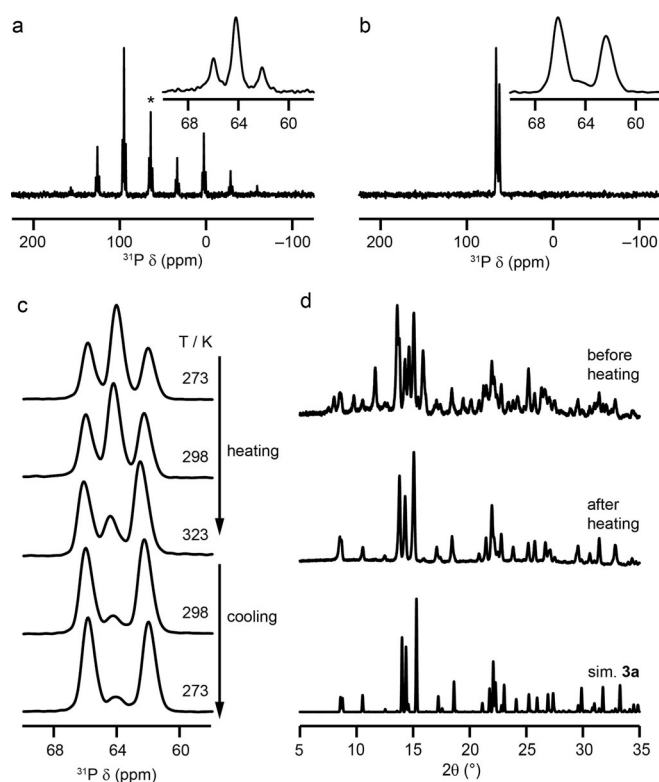 a
*
68 64 60
200 100 0 −100
³¹P δ (ppm)
b
68 64 60
200 100 0 −100
³¹P δ (ppm)
c
T / K
273
298
heating
323
298
cooling
273
68 64 60
³¹P δ (ppm)
d
before
heating
after
heating
sim. 3a
5 10 15 20 25 30 35
2θ (°)